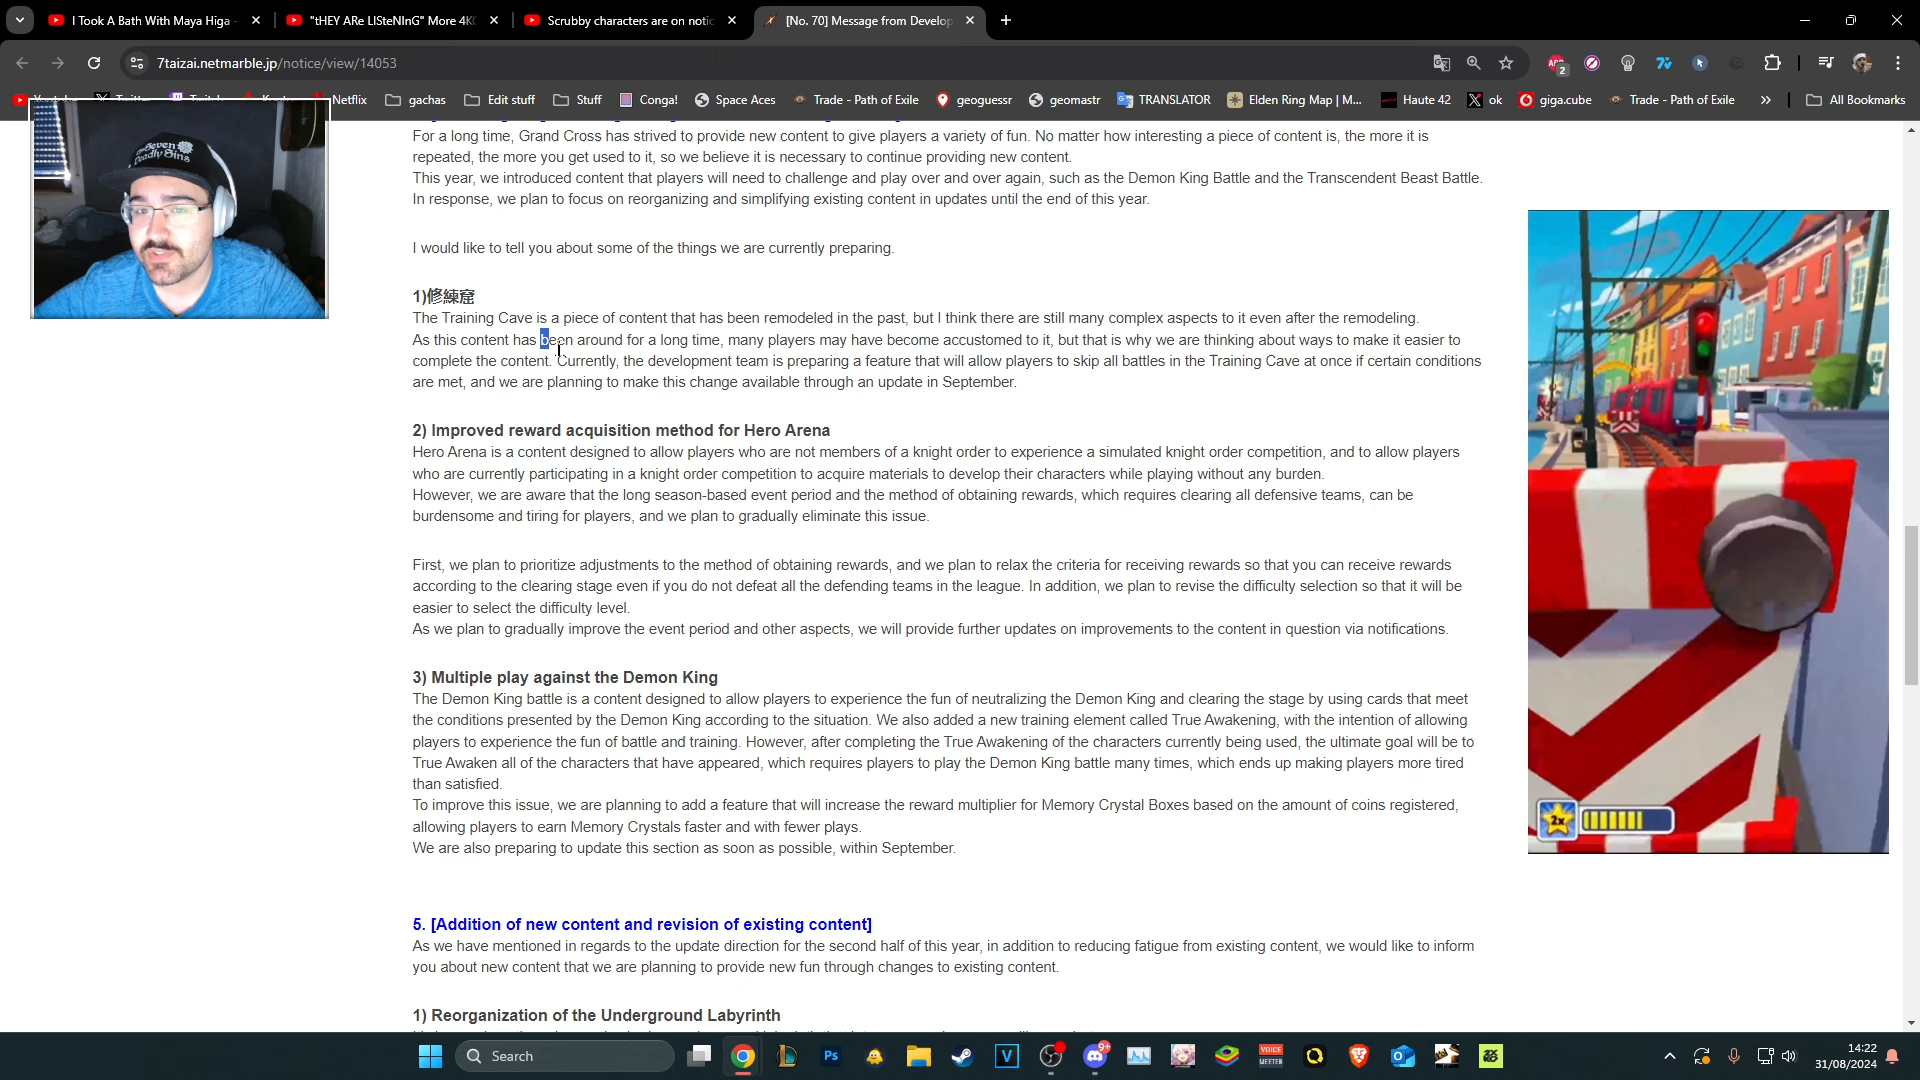 I Took A Bath With Maya Higa
"tHEY ARe LISteNInG" More 4K
Scrubby characters are on notic
[No. 70] Message from Develop
7taizai.netmarble.jp/notice/view/14053
Netflix
gachas
Edit stuff
Stuff
Conga!
Space Aces
Trade - Path of Exile
geoguessr
geomastr
TRANSLATOR
Elden Ring Map | M...
Haute 42
ok
giga.cube
Trade - Path of Exile
All Bookmarks
The Seven
Deadly Sins
For a long time, Grand Cross has strived to provide new content to give players a variety of fun. No matter how interesting a piece of content is, the more it is
repeated, the more you get used to it, so we believe it is necessary to continue providing new content.
This year, we introduced content that players will need to challenge and play over and over again, such as the Demon King Battle and the Transcendent Beast Battle.
In response, we plan to focus on reorganizing and simplifying existing content in updates until the end of this year.
I would like to tell you about some of the things we are currently preparing.
1)修練窟
The Training Cave is a piece of content that has been remodeled in the past, but I think there are still many complex aspects to it even after the remodeling.
As this content has been around for a long time, many players may have become accustomed to it, but that is why we are thinking about ways to make it easier to
complete the content. Currently, the development team is preparing a feature that will allow players to skip all battles in the Training Cave at once if certain conditions
are met, and we are planning to make this change available through an update in September.
2) Improved reward acquisition method for Hero Arena
Hero Arena is a content designed to allow players who are not members of a knight order to experience a simulated knight order competition, and to allow players
who are currently participating in a knight order competition to acquire materials to develop their characters while playing without any burden.
However, we are aware that the long season-based event period and the method of obtaining rewards, which requires clearing all defensive teams, can be
burdensome and tiring for players, and we plan to gradually eliminate this issue.
First, we plan to prioritize adjustments to the method of obtaining rewards, and we plan to relax the criteria for receiving rewards so that you can receive rewards
according to the clearing stage even if you do not defeat all the defending teams in the league. In addition, we plan to revise the difficulty selection so that it will be
easier to select the difficulty level.
As we plan to gradually improve the event period and other aspects, we will provide further updates on improvements to the content in question via notifications.
3) Multiple play against the Demon King
The Demon King battle is a content designed to allow players to experience the fun of neutralizing the Demon King and clearing the stage by using cards that meet
the conditions presented by the Demon King according to the situation. We also added a new training element called True Awakening, with the intention of allowing
players to experience the fun of battle and training. However, after completing the True Awakening of the characters currently being used, the ultimate goal will be to
True Awaken all of the characters that have appeared, which requires players to play the Demon King battle many times, which ends up making players more tired
than satisfied.
To improve this issue, we are planning to add a feature that will increase the reward multiplier for Memory Crystal Boxes based on the amount of coins registered,
allowing players to earn Memory Crystals faster and with fewer plays.
We are also preparing to update this section as soon as possible, within September.
2x
5. [Addition of new content and revision of existing content]
As we have mentioned in regards to the update direction for the second half of this year, in addition to reducing fatigue from existing content, we would like to inform
you about new content that we are planning to provide new fun through changes to existing content.
1) Reorganization of the Underground Labyrinth
Search
14:22
31/08/2024